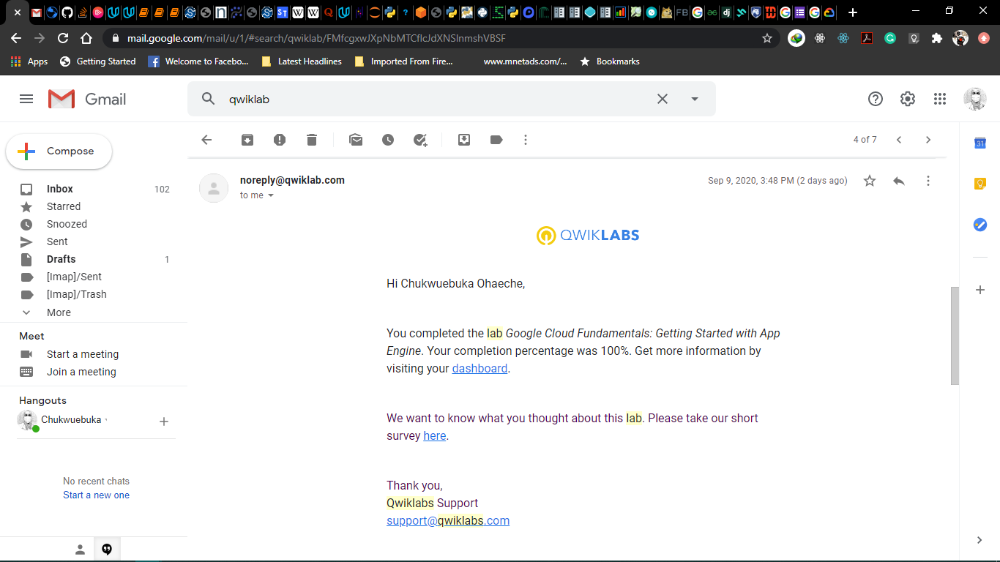 mail.google.com/mail/u/1/#search/qwiklab/FMfcgxwJXpNbMTCflcJdXNSlnmshVBSF
Apps
Getting Started
Welcome to Facebo...
Latest Headlines
Imported From Fire...
www.mnetads.com/...
Bookmarks
Gmail
qwiklab
Compose
4 of 7
31
Inbox 102
Starred
Snoozed
Sent
Drafts 1
[Imap]/Sent
[Imap]/Trash
More
Meet
Start a meeting
Join a meeting
Hangouts
Chukwuebuka
No recent chats
Start a new one
noreply@qwiklab.com
Sep 9, 2020, 3:48 PM (2 days ago)
to me
QWIKLABS
Hi Chukwuebuka Ohaeche,
You completed the lab Google Cloud Fundamentals: Getting Started with App
Engine. Your completion percentage was 100%. Get more information by
visiting your dashboard.
We want to know what you thought about this lab. Please take our short
survey here.
Thank you,
Qwiklabs Support
support@qwiklabs.com